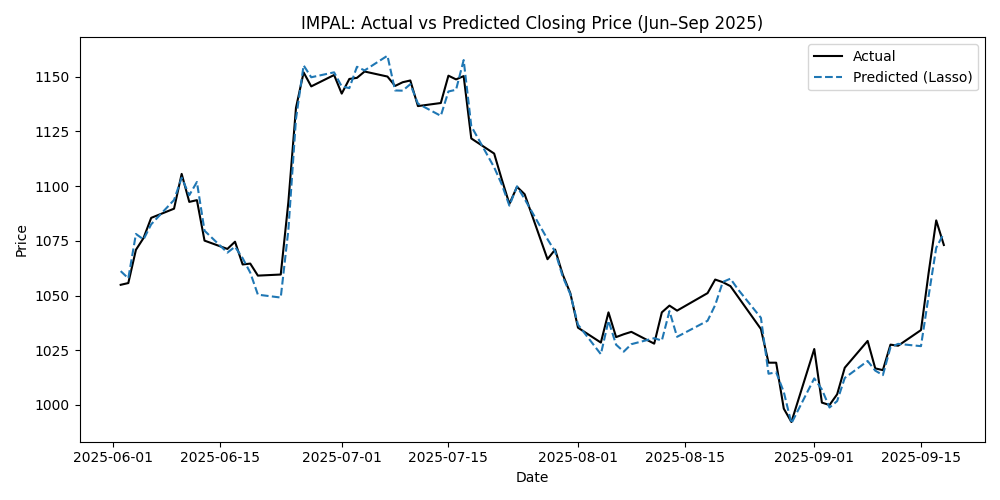 IMPAL: Actual vs Predicted Closing Price (Jun–Sep 2025)
Actual
Predicted (Lasso)
Price
1150
1125
1100
1075
1050
1025
1000
2025-06-01 2025-06-15 2025-07-01 2025-07-15 2025-08-01 2025-08-15 2025-09-01 2025-09-15
Date